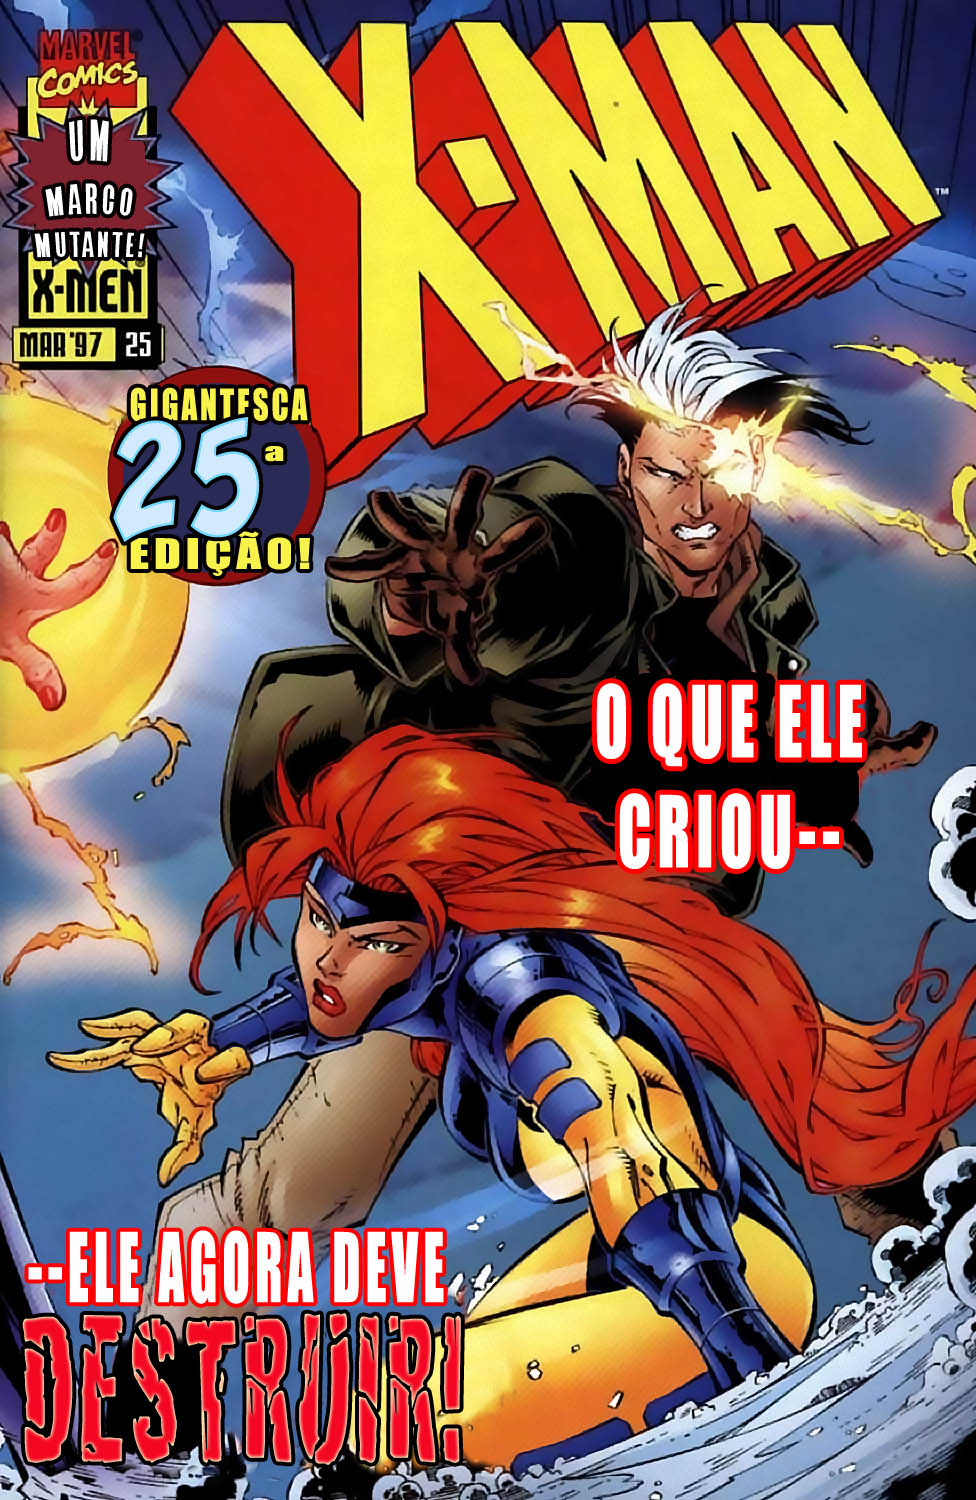 MARVEL
COMICS
M
UM
MARCO
MUTANTE!
X-MEN
MAR '97 25
X-MAN
™
GIGANTESCA
25ª
EDIÇÃO!
O QUE ELE
CRIOU--
--ELE AGORA DEVE
DESTRUIR!